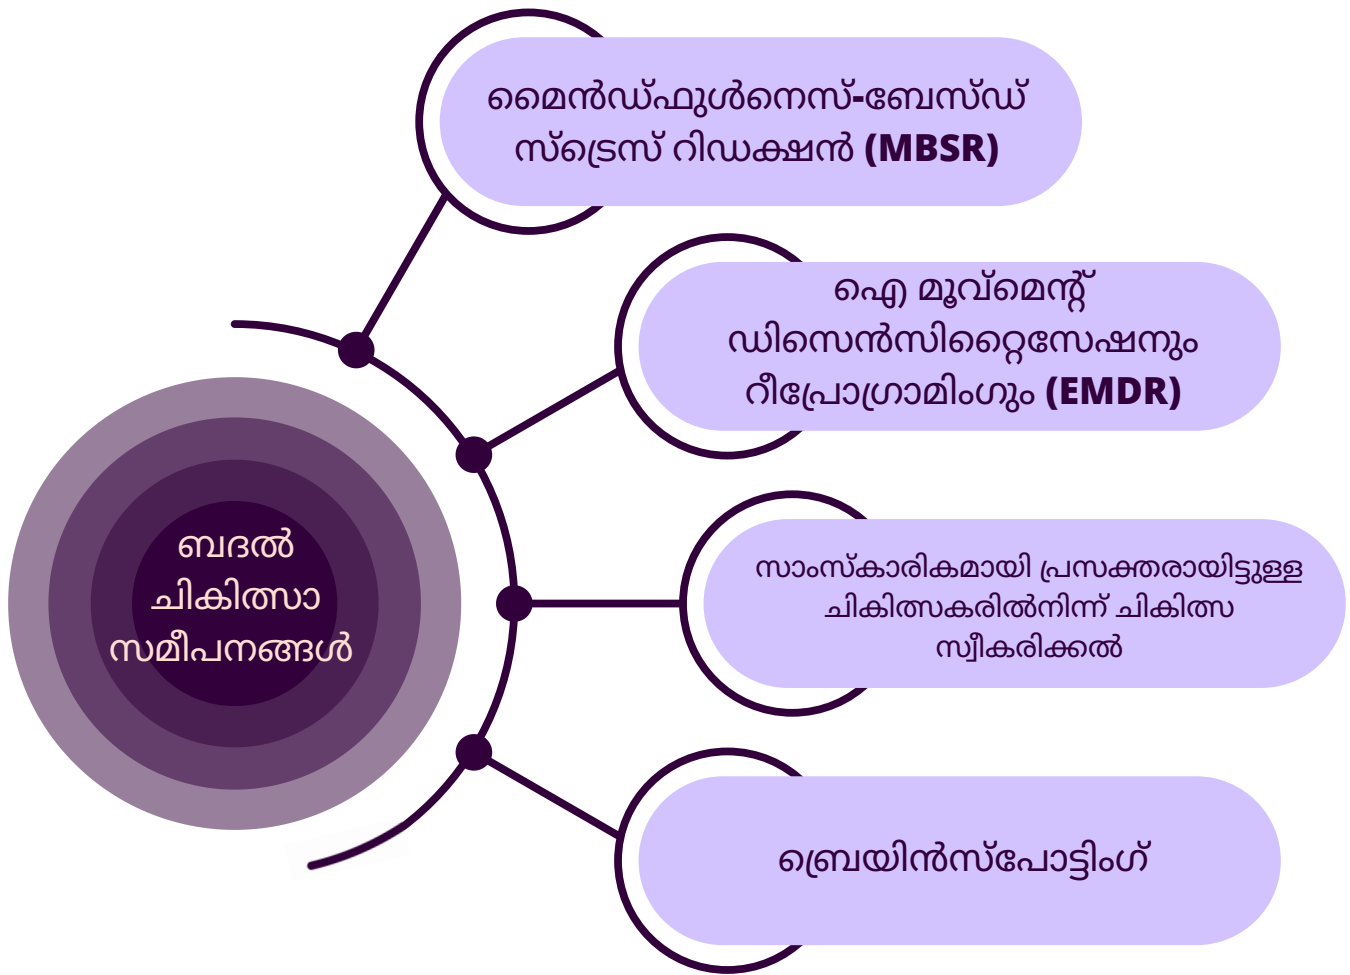 മൈൻഡ്ഫുൾനെസ്-ബേസ്ഡ്
സ്ട്രെസ് റിഡക്ഷൻ (MBSR)
ഐ മൂവ്മെന്റ്
ഡിസെൻസിറ്റൈസേഷനും
റീപ്രോഗ്രാമിംഗും (EMDR)
ബദൽ
ചികിത്സാ
സമീപനങ്ങൾ
സാംസ്കാരികമായി പ്രസക്തരായിട്ടുള്ള
ചികിത്സകരിൽനിന്ന് ചികിത്സ
സ്വീകരിക്കൽ
ബ്രെയിൻസ്പോട്ടിംഗ്